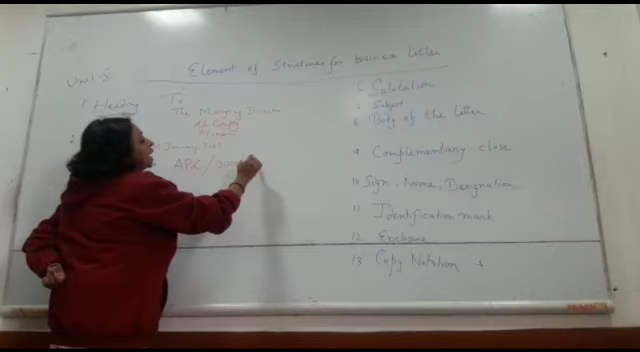 Element of Structure for business letter
Unit-5
1 Heading
To
The Managing Director
January
APC/
6 Salutation
7 Subject
8 Body of the letter
9 Complementary close
10 Sign, Name, Designation
11 Identification mark
12 Enclosure
13 Copy Notation